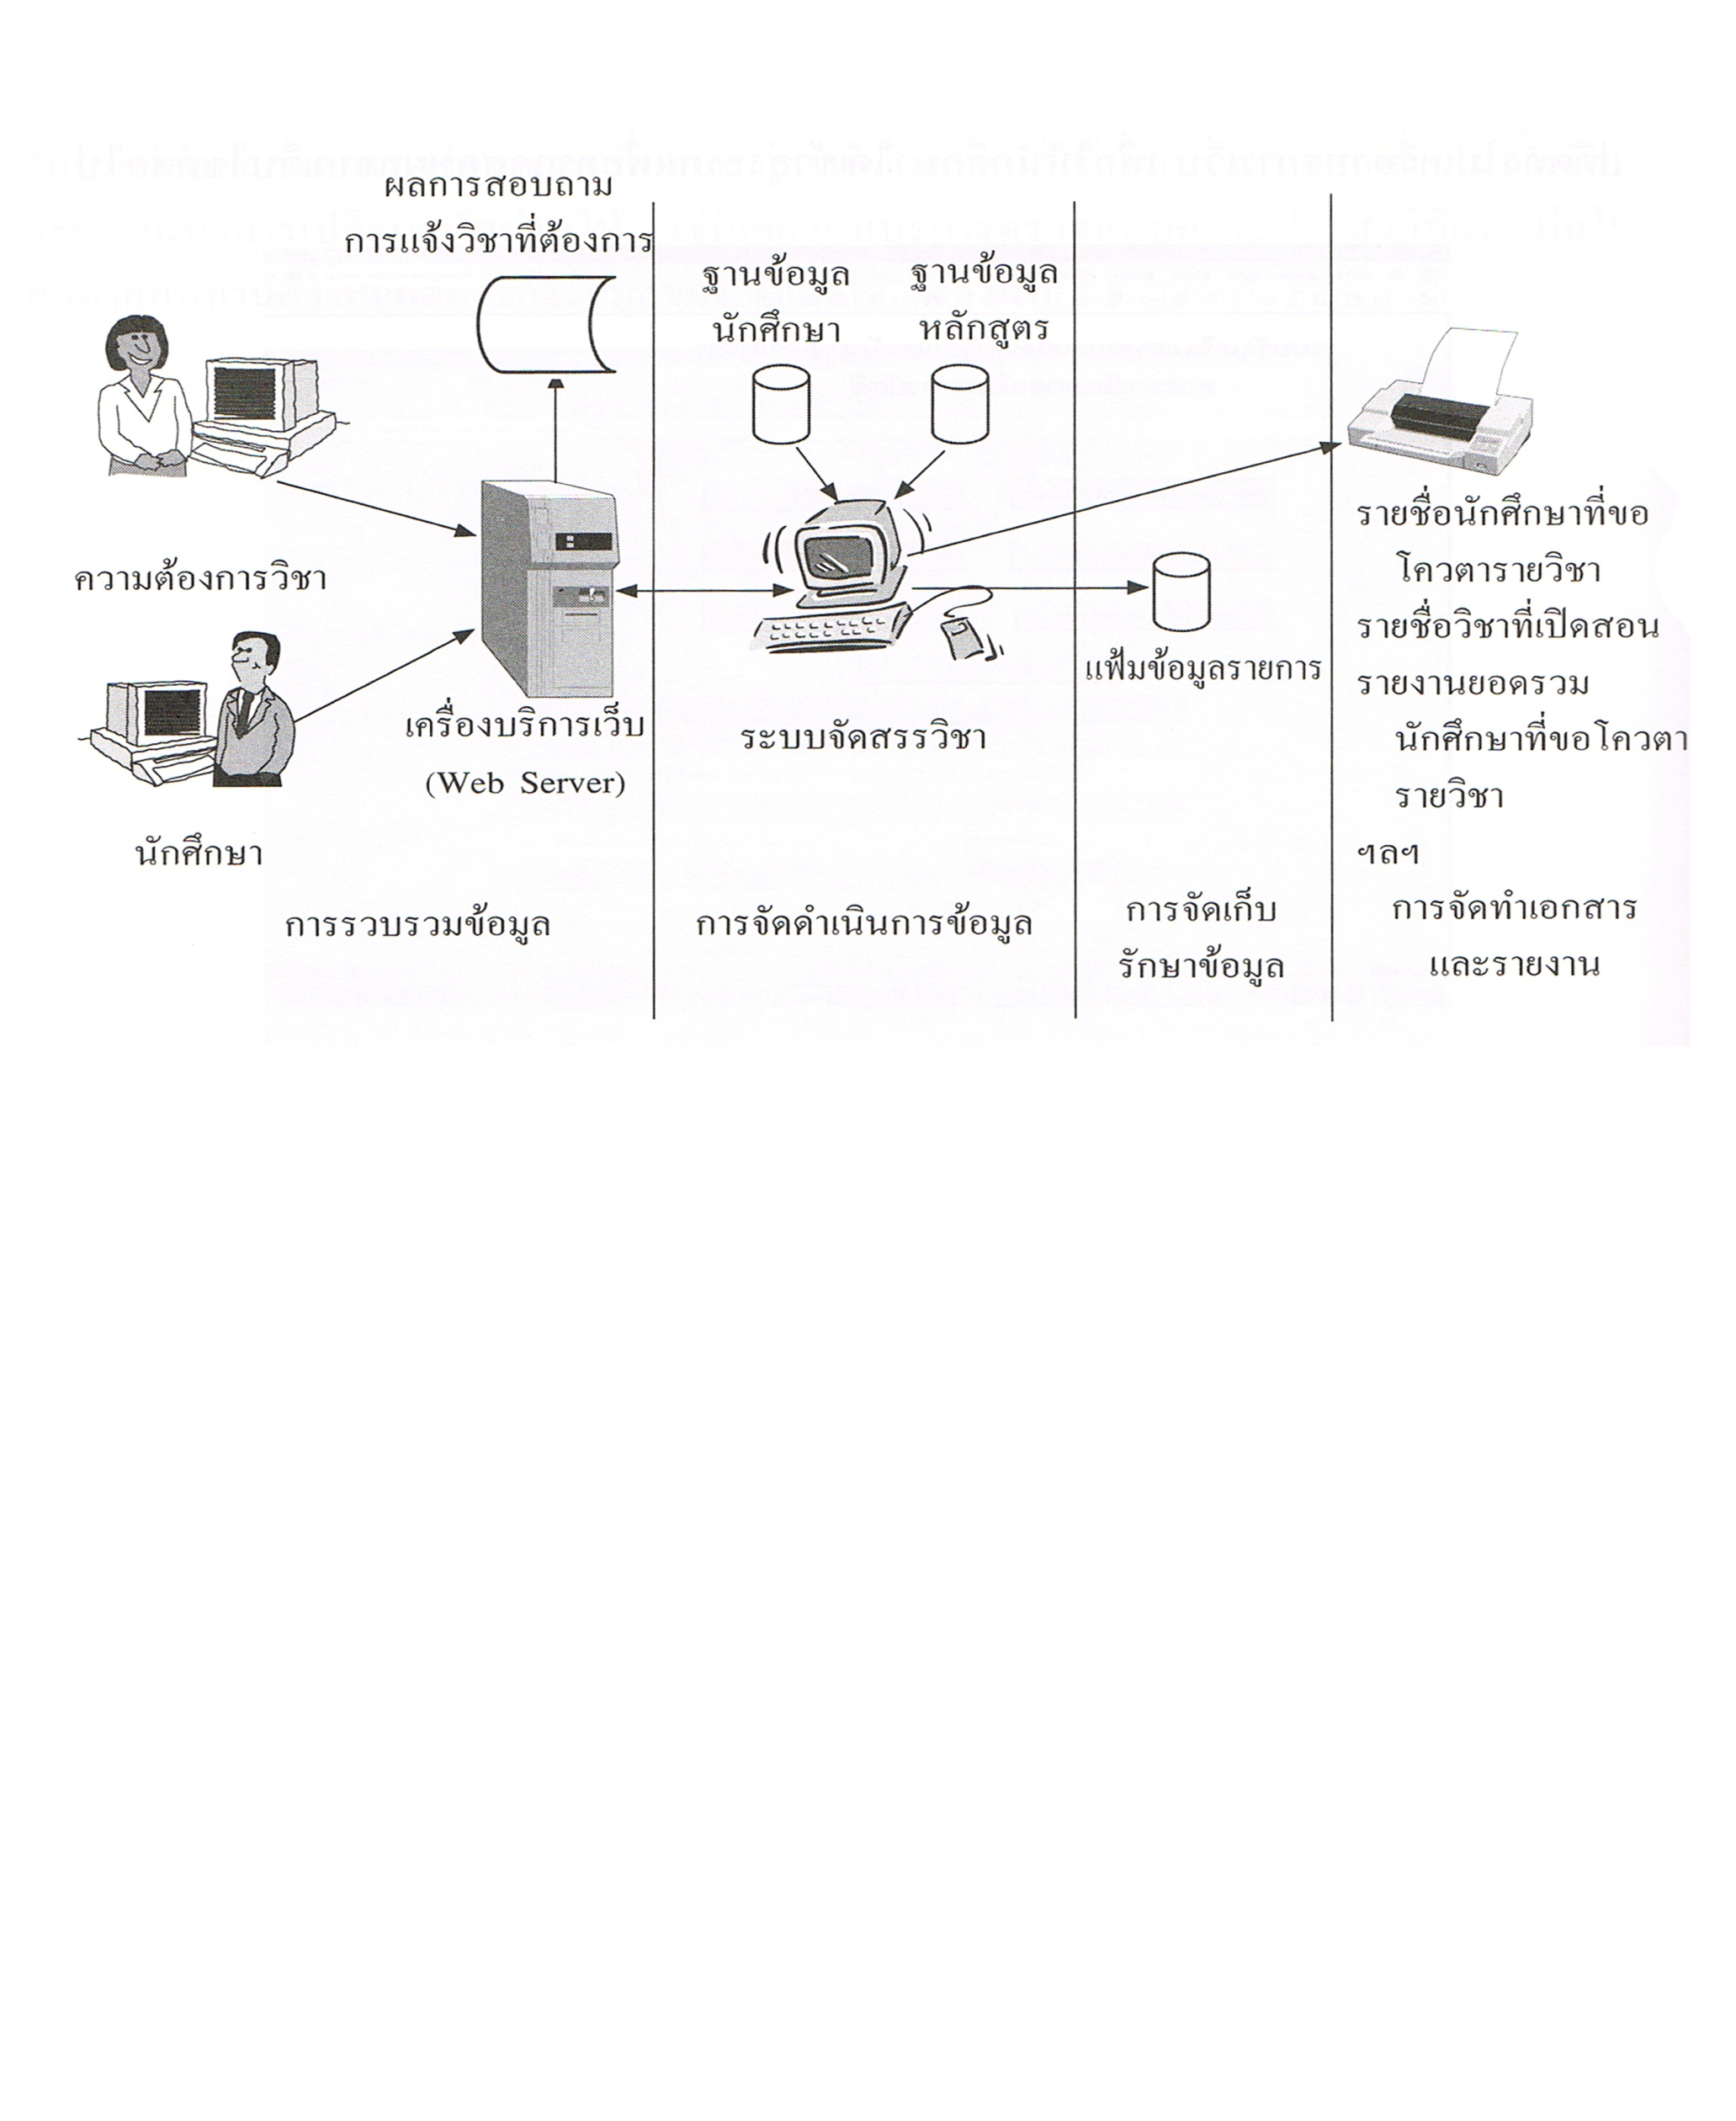 ผลการสอบถาม
การแจ้งวิชาที่ต้องการ
ความต้องการวิชา
นักศึกษา
เครื่องบริการเว็บ
(Web Server)
การรวบรวมข้อมูล
ฐานข้อมูล
นักศึกษา
ฐานข้อมูล
หลักสูตร
ระบบจัดสรรวิชา
การจัดดำเนินการข้อมูล
แฟ้มข้อมูลรายการ
การจัดเก็บ
รักษาข้อมูล
รายชื่อนักศึกษาที่ขอ
โควตารายวิชา
รายชื่อวิชาที่เปิดสอน
รายงานยอดรวม
นักศึกษาที่ขอโควตา
รายวิชา
ฯลฯ
การจัดทำเอกสาร
และรายงาน